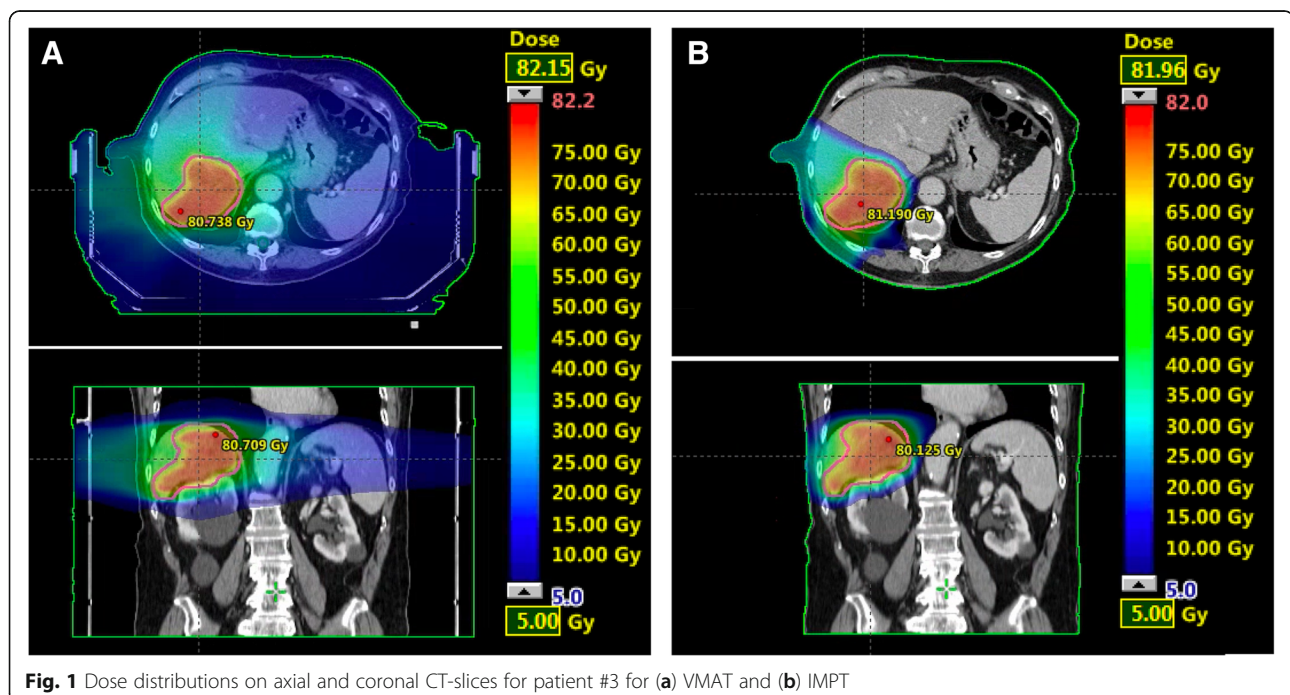 A
Dose
82.15 Gy
82.2
75.00 Gy
70.00 Gy
65.00 Gy
60.00 Gy
55.00 Gy
50.00 Gy
45.00 Gy
40.00 Gy
35.00 Gy
30.00 Gy
25.00 Gy
20.00 Gy
15.00 Gy
10.00 Gy
5.0
5.00 Gy
80.738 Gy
80.709 Gy
B
Dose
81.96 Gy
82.0
75.00 Gy
70.00 Gy
65.00 Gy
60.00 Gy
55.00 Gy
50.00 Gy
45.00 Gy
40.00 Gy
35.00 Gy
30.00 Gy
25.00 Gy
20.00 Gy
15.00 Gy
10.00 Gy
5.0
5.00 Gy
81.190 Gy
80.125 Gy
Fig. 1 Dose distributions on axial and coronal CT-slices for patient #3 for (a) VMAT and (b) IMPT